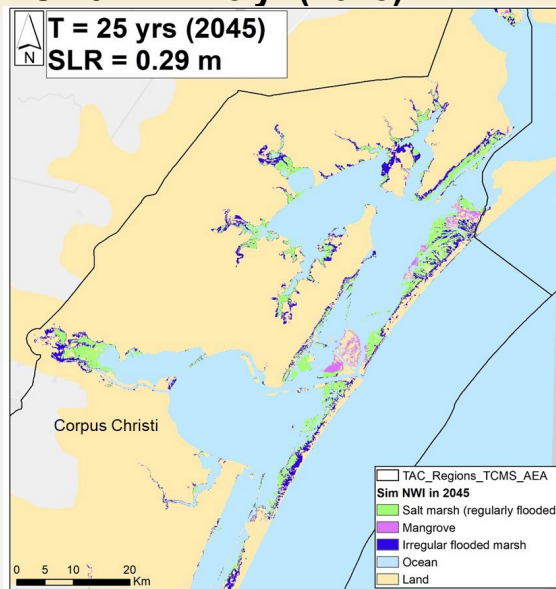 T = 25 yrs (2045)
SLR = 0.29 m
N
Corpus Christi
TAC_Regions_TCMS_AEA
Sim NWI in 2045
Salt marsh (regularly flooded
Mangrove
Irregular flooded marsh
Ocean
Land
0 5 10 20
Km